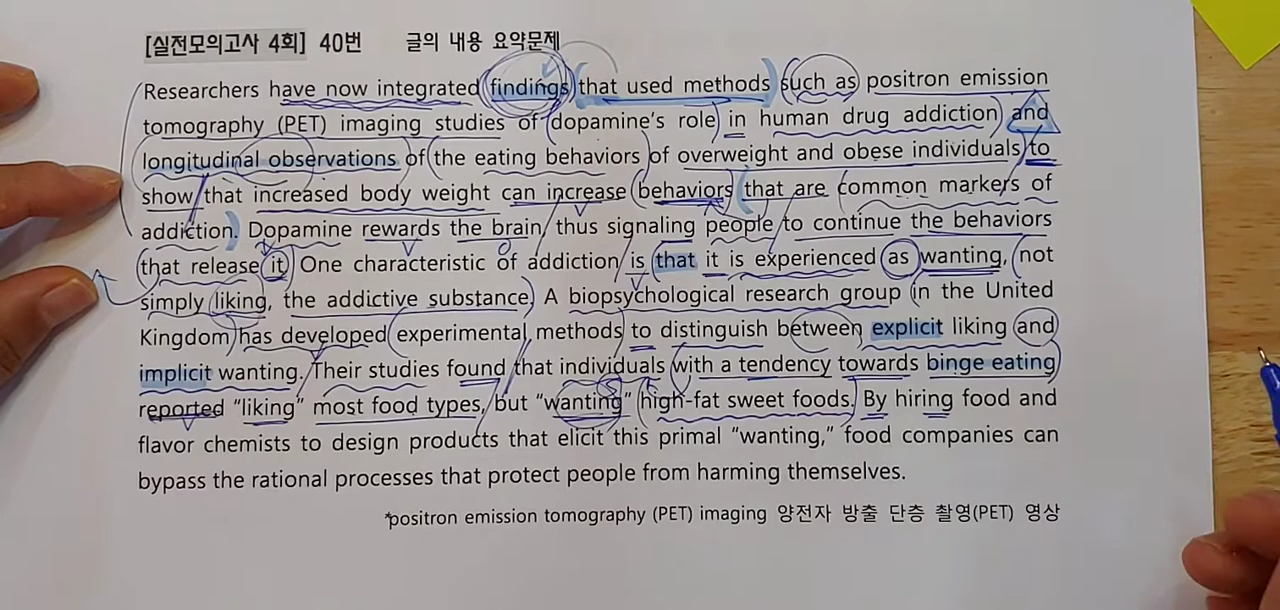 [실전모의고사 4회] 40번 글의 내용 요약문제
Researchers have now integrated findings that used methods such as positron emission
tomography (PET) imaging studies of dopamine's role in human drug addiction and
longitudinal observations of the eating behaviors of overweight and obese individuals to
show that increased body weight can increase behaviors that are common markers of
addiction. Dopamine rewards the brain, thus signaling people to continue the behaviors
that release it. One characteristic of addiction is that it is experienced as wanting, not
simply liking, the addictive substance. A biopsychological research group in the United
Kingdom has developed experimental methods to distinguish between explicit liking and
implicit wanting. Their studies found that individuals with a tendency towards binge eating
reported “liking” most food types, but “wanting” high-fat sweet foods. By hiring food and
flavor chemists to design products that elicit this primal “wanting,” food companies can
bypass the rational processes that protect people from harming themselves.
*positron emission tomography (PET) imaging 양전자 방출 단층 촬영(PET) 영상